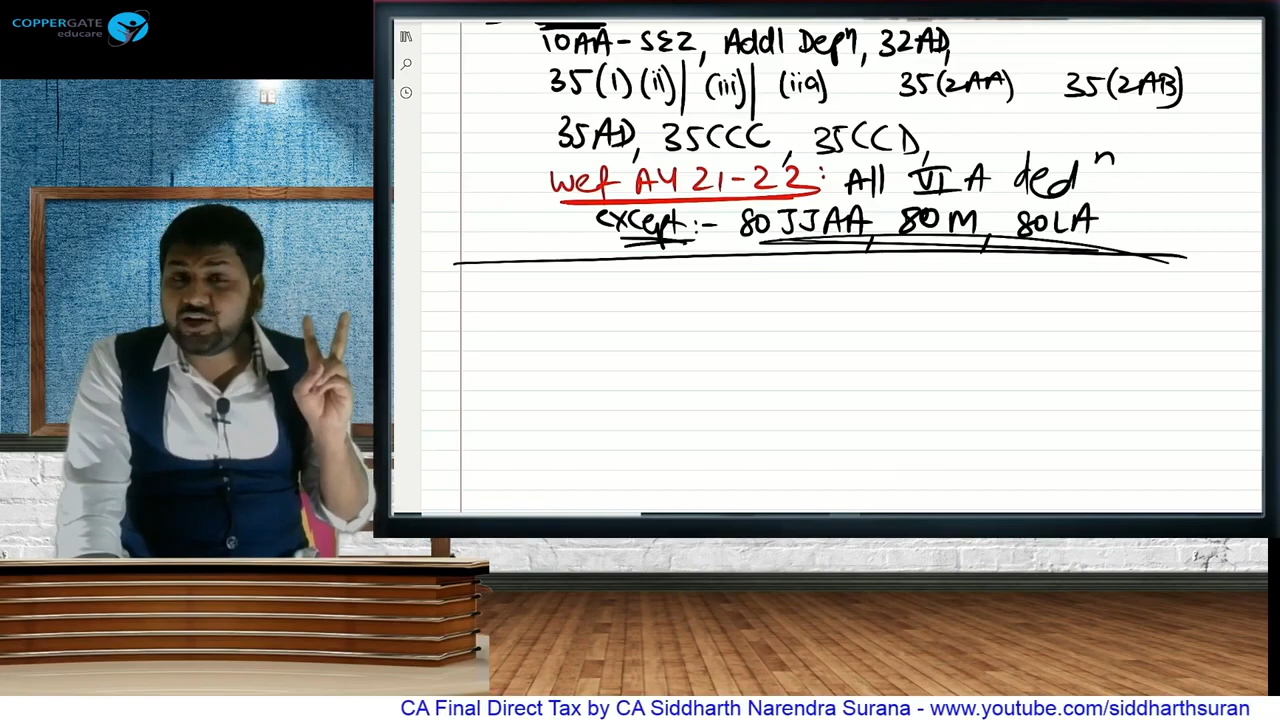 COPPERGATE
educare
10AA - SEZ, Addl Depn, 32AD,
35(1)(ii)| (iii)| (iia) 35(2AA) 35(2AB)
35AD, 35CCC, 35CCD,
wef AY 21-22: All VI A dedn
except:- 80JJAA, 80M, 80LA
CA Final Direct Tax by CA Siddharth Narendra Surana - www.youtube.com/siddharthsuran